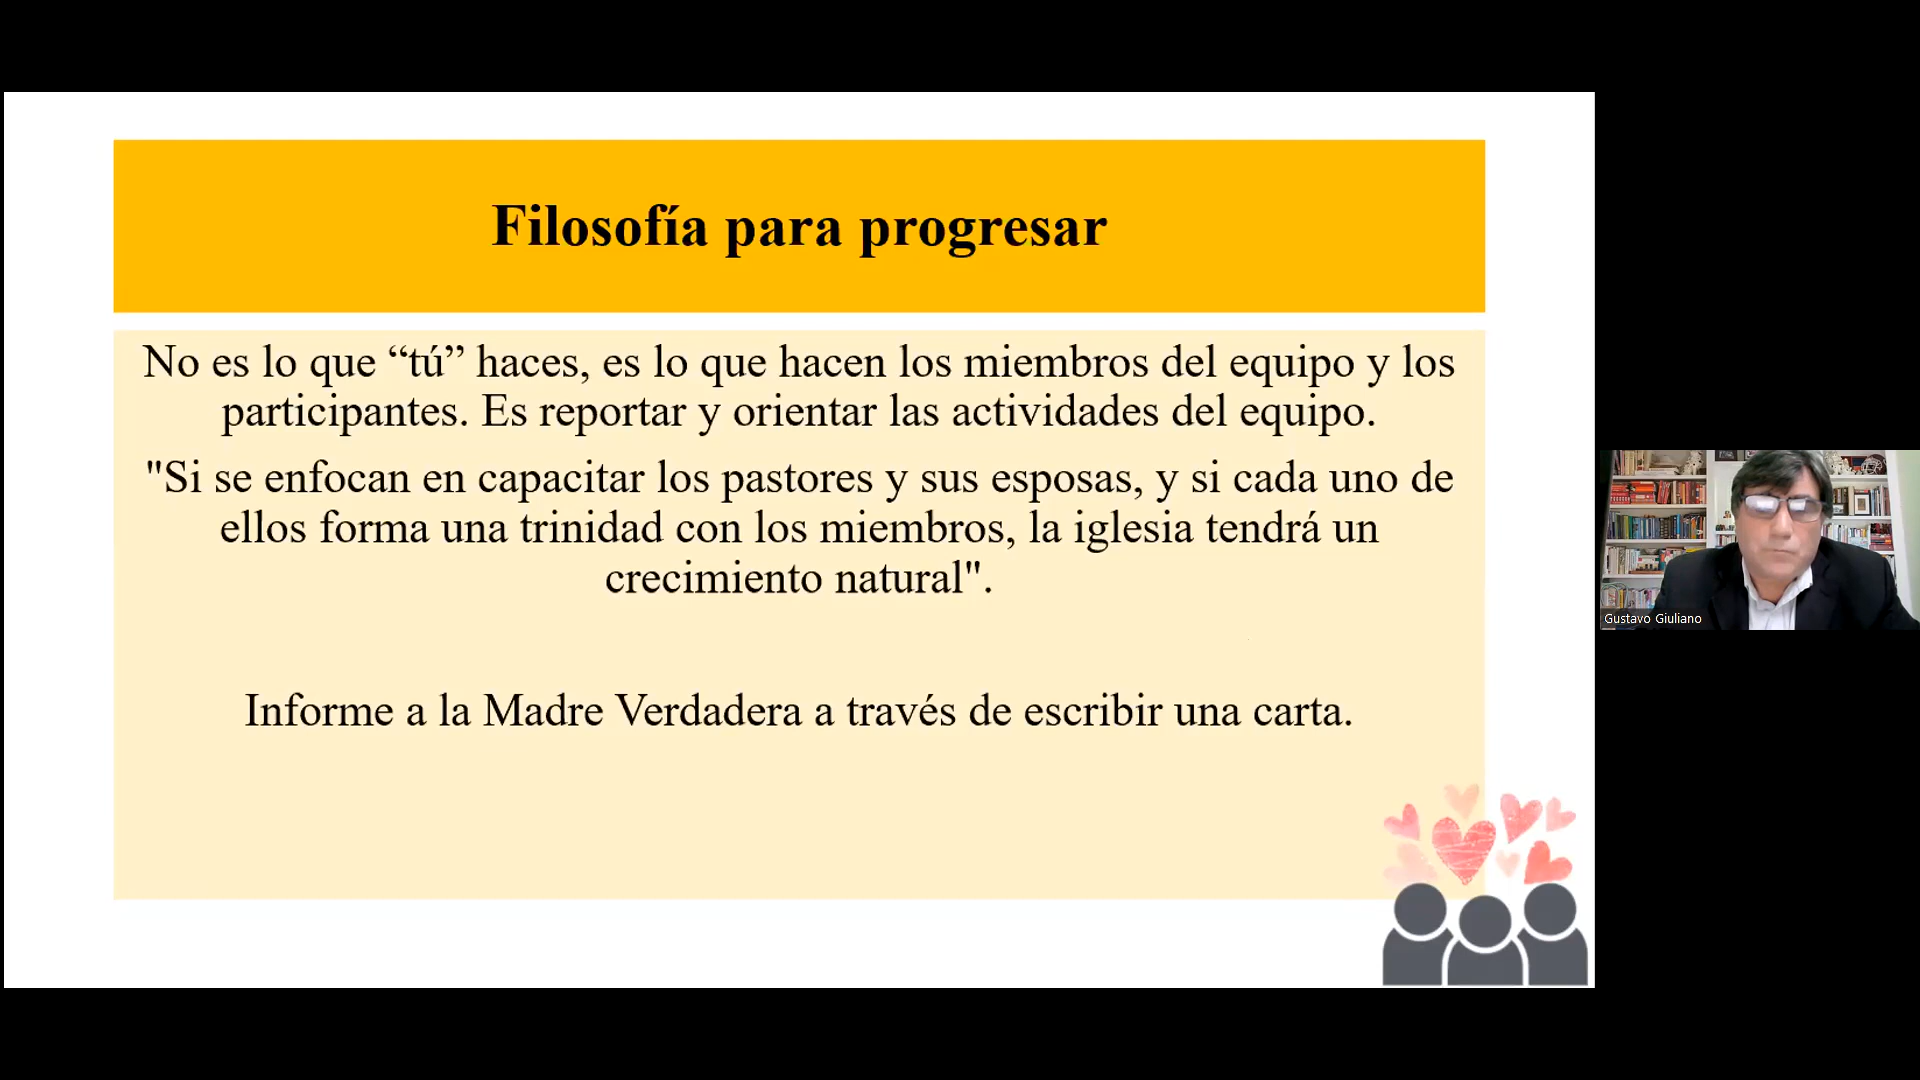 Filosofía para progresar
No es lo que “tú” haces, es lo que hacen los miembros del equipo y los
participantes. Es reportar y orientar las actividades del equipo.
"Si se enfocan en capacitar los pastores y sus esposas, y si cada uno de
ellos forma una trinidad con los miembros, la iglesia tendrá un
crecimiento natural".
Informe a la Madre Verdadera a través de escribir una carta.
Gustavo Giuliano